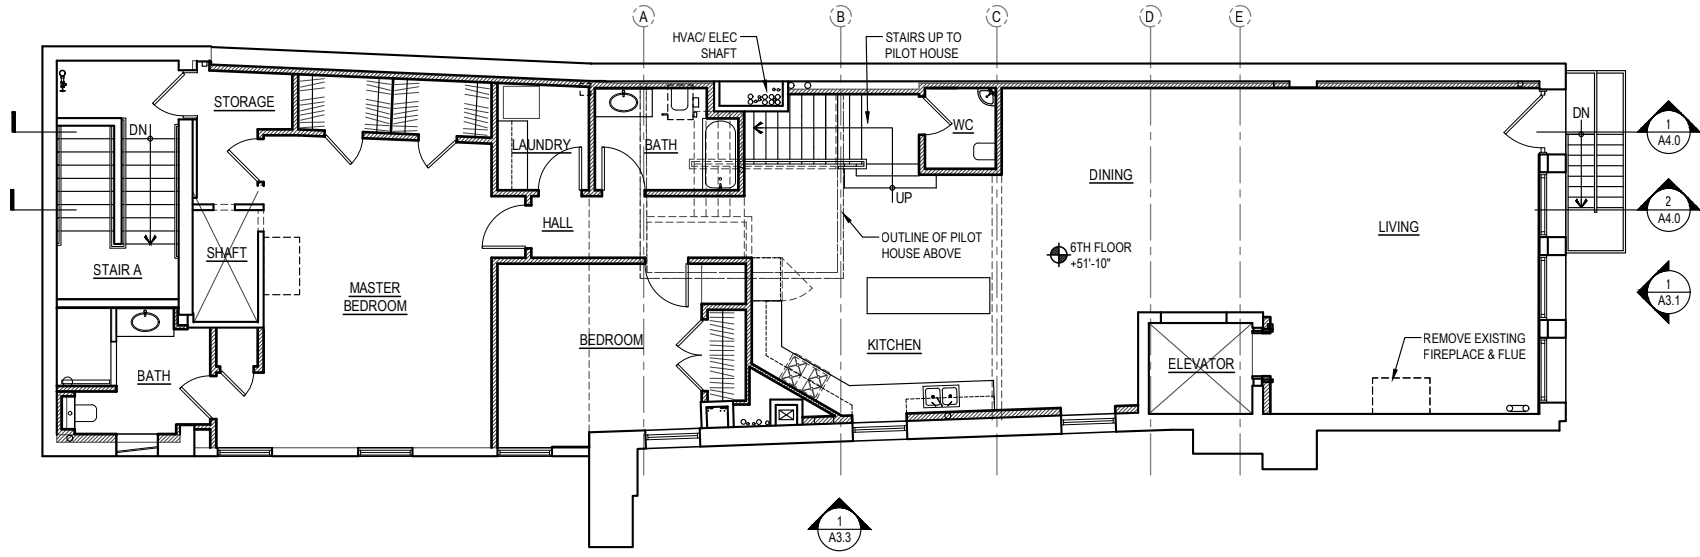 A
B
C
D
E
HVAC/ ELEC
SHAFT
STAIRS UP TO
PILOT HOUSE
STORAGE
DN
LAUNDRY
BATH
WC
DN
1
A4.0
DINING
2
A4.0
UP
HALL
LIVING
SHAFT
STAIR A
OUTLINE OF PILOT
HOUSE ABOVE
6TH FLOOR
+51'-10"
MASTER
BEDROOM
1
A3.1
BEDROOM
KITCHEN
REMOVE EXISTING
FIREPLACE & FLUE
ELEVATOR
BATH
1
A3.3